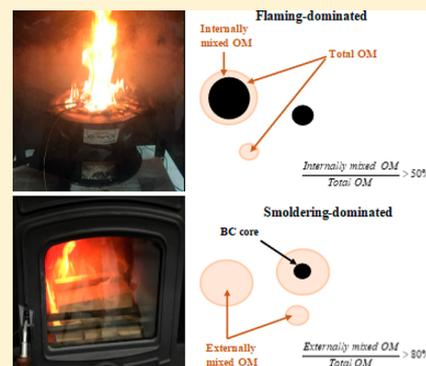 Flaming-dominated
Internally
mixed OM
Total OM
Internally mixed OM
Total OM
> 50%
Smoldering-dominated
BC core
Externally
mixed OM
Externally mixed OM
Total OM
> 80%